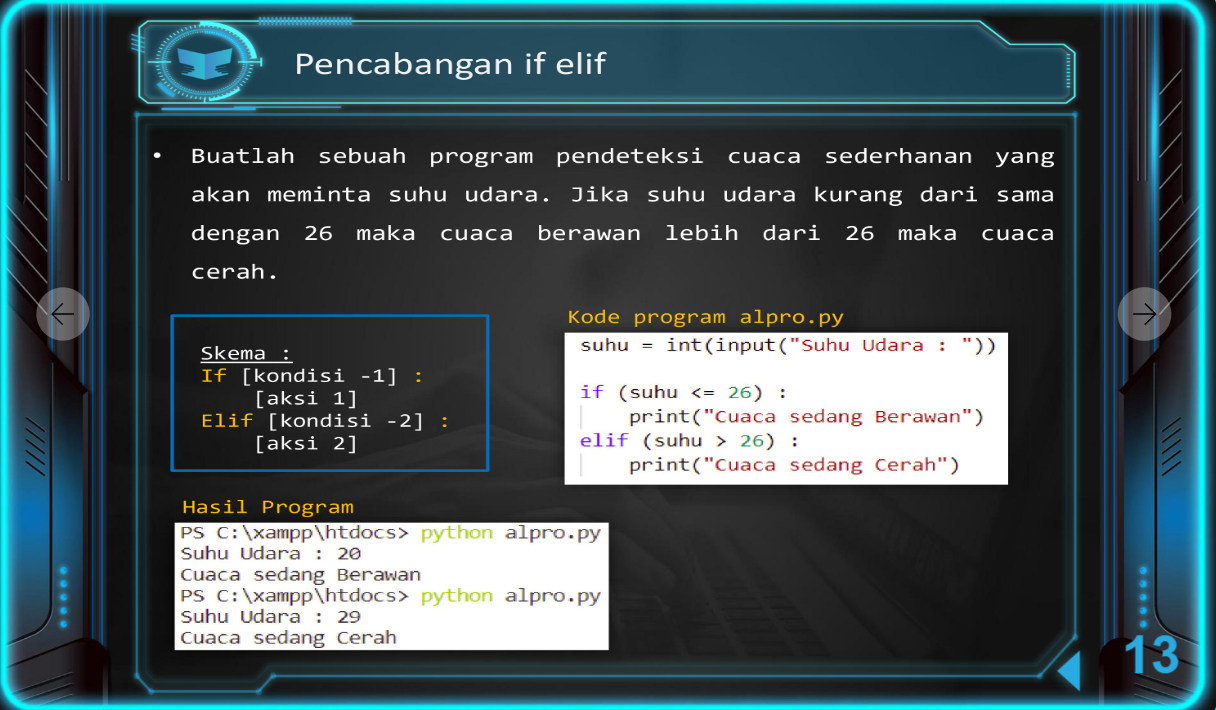 Pencabangan if elif
• Buatlah sebuah program pendeteksi cuaca sederhanan yang
akan meminta suhu udara. Jika suhu udara kurang dari sama
dengan 26 maka cuaca berawan lebih dari 26 maka cuaca
cerah.
Skema :
If [kondisi -1] :
[aksi 1]
Elif [kondisi -2] :
[aksi 2]
Kode program alpro.py
suhu = int(input("Suhu Udara : "))
if (suhu <= 26) :
print("Cuaca sedang Berawan")
elif (suhu > 26) :
print("Cuaca sedang Cerah")
Hasil Program
PS C:\xampp\htdocs> python alpro.py
Suhu Udara : 20
Cuaca sedang Berawan
PS C:\xampp\htdocs> python alpro.py
Suhu Udara : 29
Cuaca sedang Cerah
13